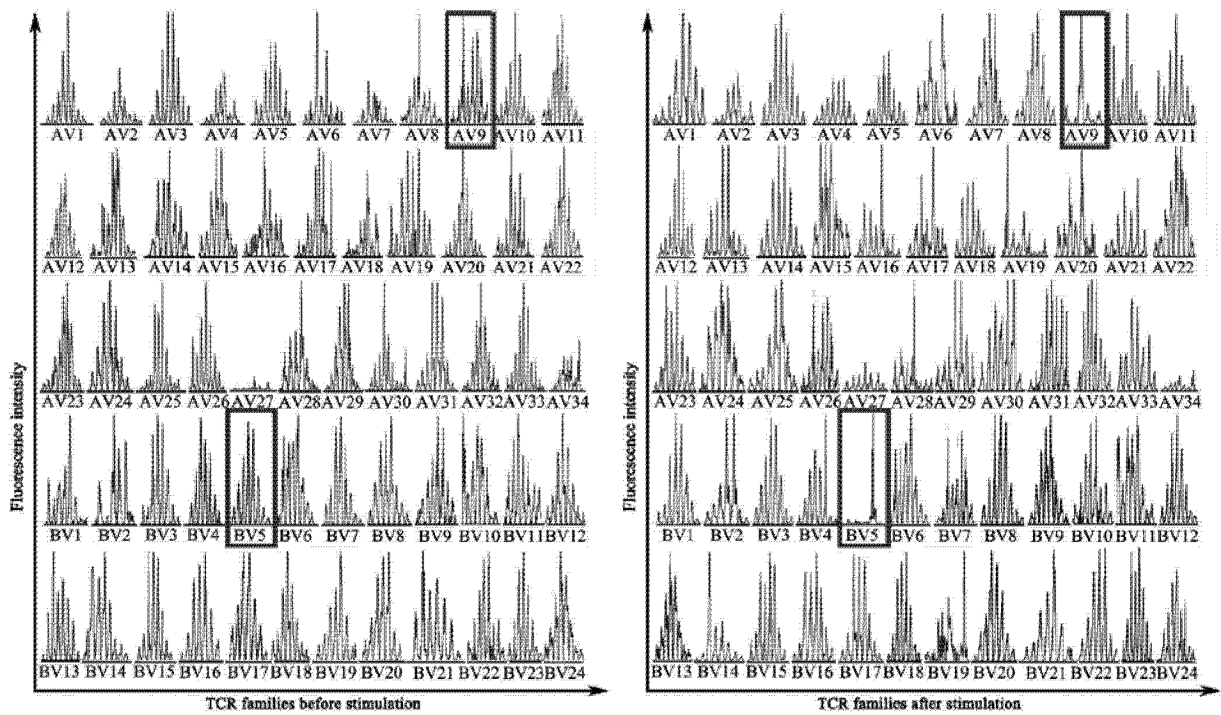 AV1 AV2 AV3 AV4 AV5 AV6 AV7 AV8 AV9 AV10 AV11
AV12 AV13 AV14 AV15 AV16 AV17 AV18 AV19 AV20 AV21 AV22
AV23 AV24 AV25 AV26 AV27 AV28 AV29 AV30 AV31 AV32 AV33 AV34
BV1 BV2 BV3 BV4 BV5 BV6 BV7 BV8 BV9 BV10 BV11 BV12
BV13 BV14 BV15 BV16 BV17 BV18 BV19 BV20 BV21 BV22 BV23 BV24
Fluorescence intensity
TCR families before stimulation
AV1 AV2 AV3 AV4 AV5 AV6 AV7 AV8 AV9 AV10 AV11
AV12 AV13 AV14 AV15 AV16 AV17 AV18 AV19 AV20 AV21 AV22
AV23 AV24 AV25 AV26 AV27 AV28 AV29 AV30 AV31 AV32 AV33 AV34
BV1 BV2 BV3 BV4 BV5 BV6 BV7 BV8 BV9 BV10 BV11 BV12
BV13 BV14 BV15 BV16 BV17 BV18 BV19 BV20 BV21 BV22 BV23 BV24
Fluorescence intensity
TCR families after stimulation